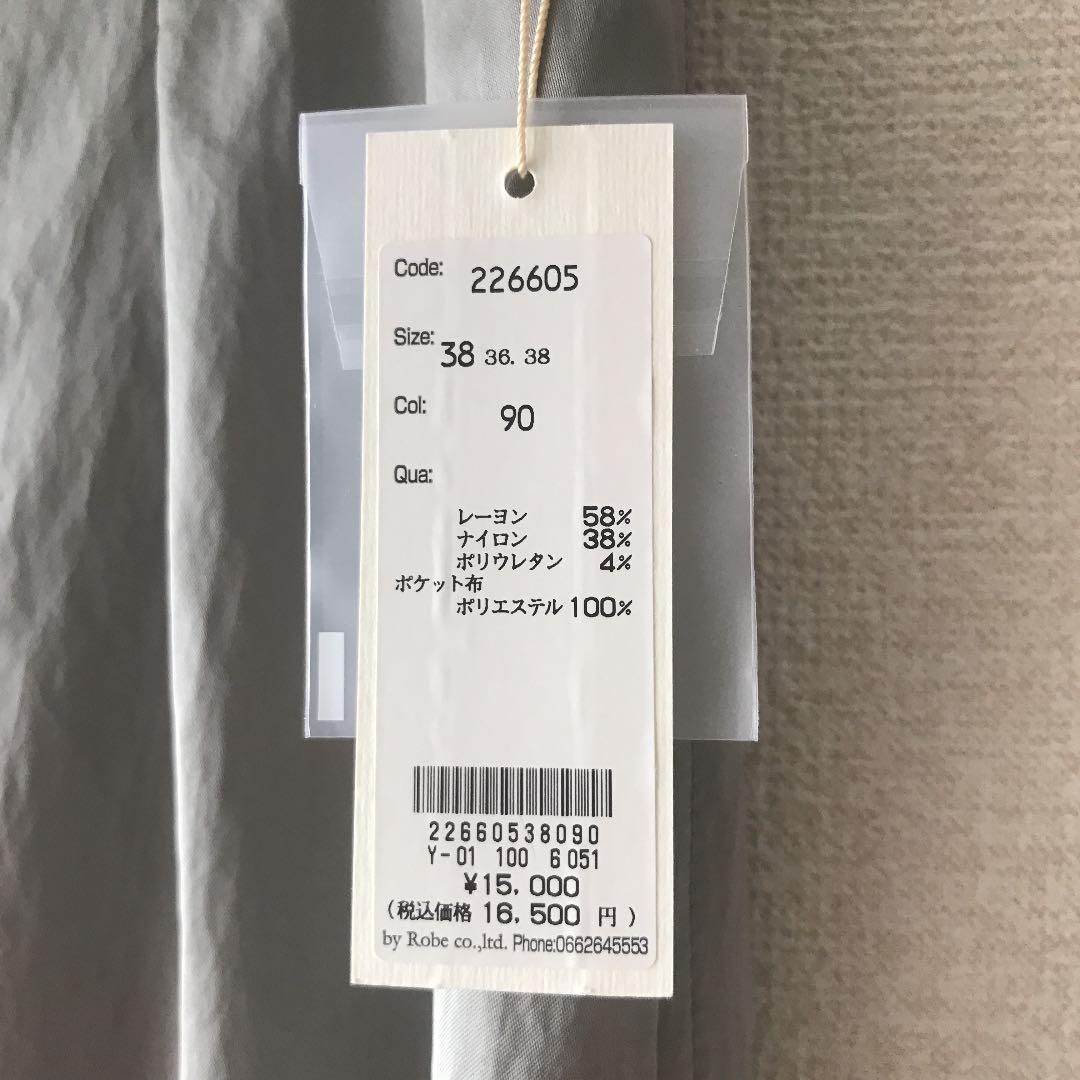 Code: 226605
Size: 38 36. 38
Col: 90
Qua:
レーヨン 58%
ナイロン 38%
ポリウレタン 4%
ポケット布
ポリエステル 100%
22660538090
Y-01 100 6051
¥15,000
(税込価格 16,500 円 )
by Robe co.,ltd. Phone:0662645553